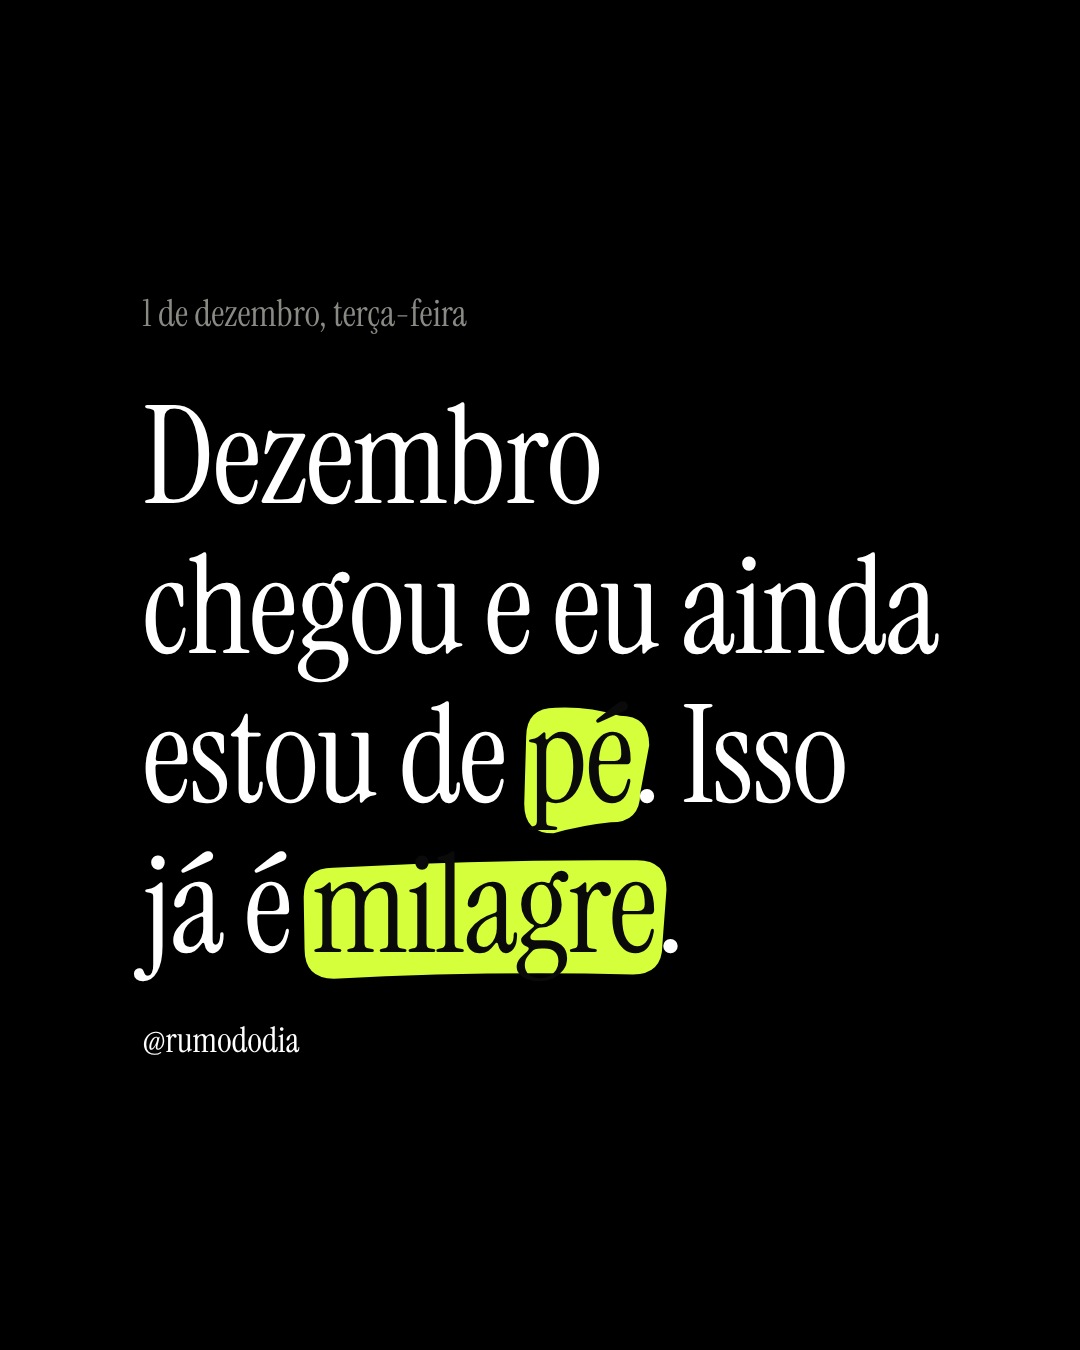 1 de dezembro, terça-feira
Dezembro
chegou e eu ainda
estou de pé. Isso
já é milagre.
@rumododia